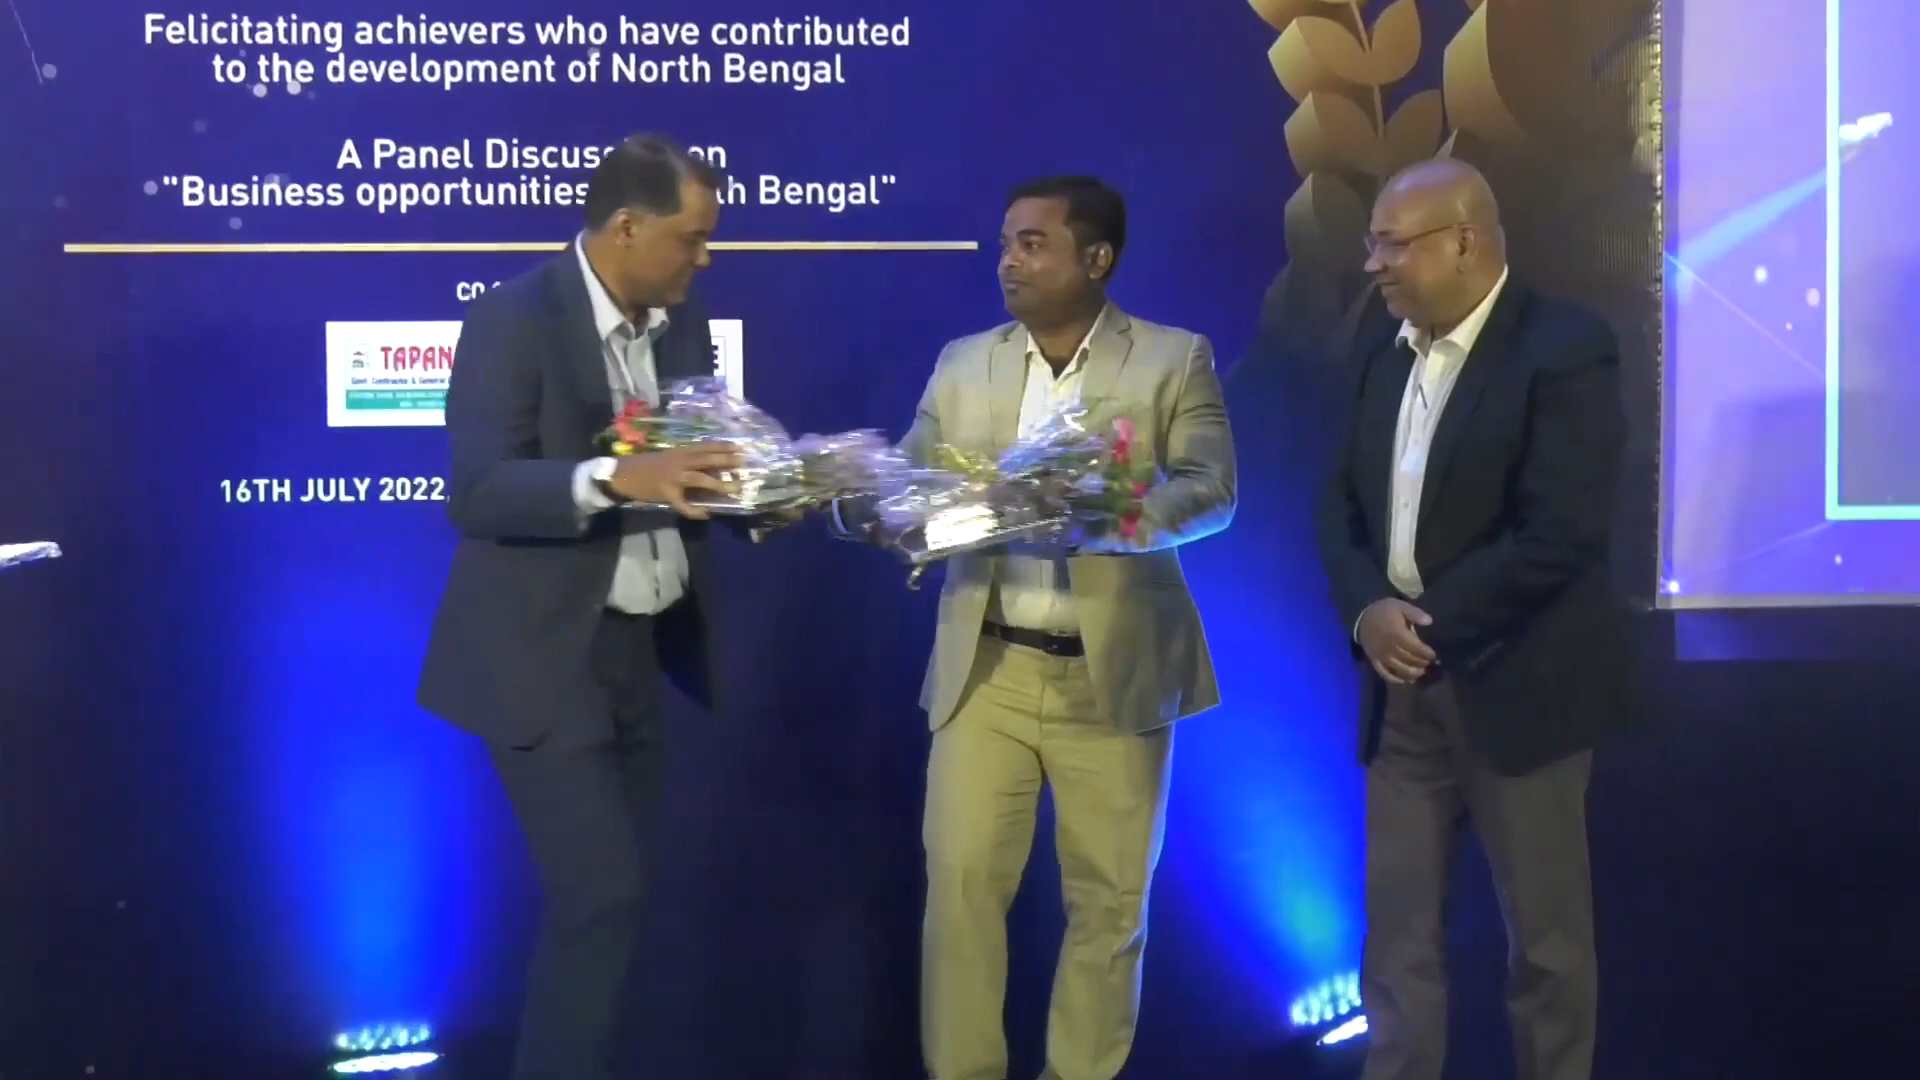 Felicitating achievers who have contributed
to the development of North Bengal
A Panel Discus
"Business opportunities Bengal"
TAPAN
16TH JULY 2022,